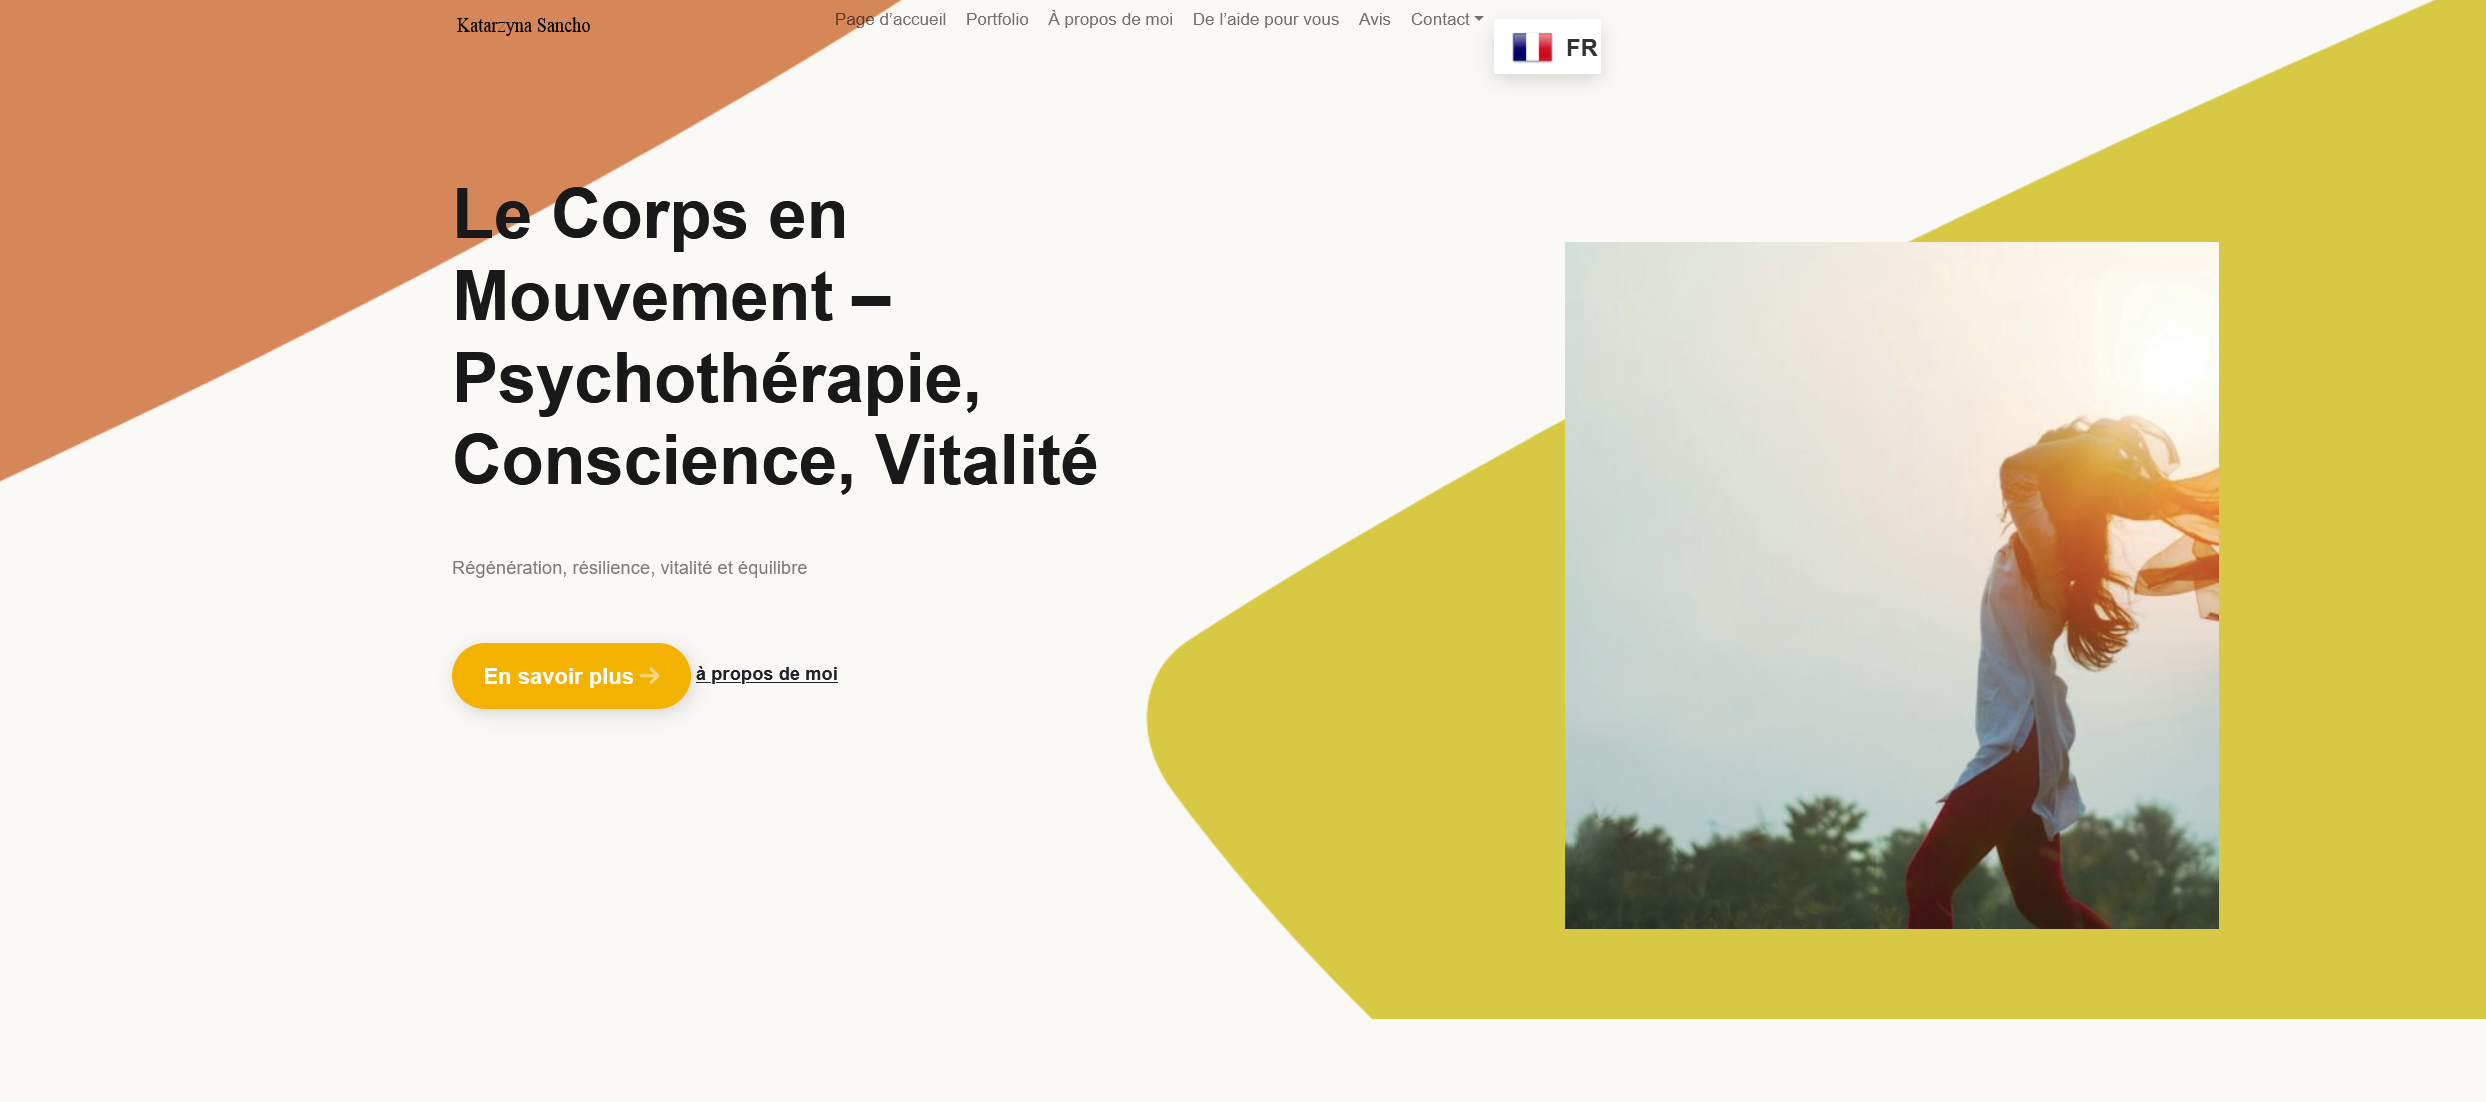 Katarzyna Sancho
Page d’accueil Portfolio À propos de moi De l’aide pour vous Avis Contact
FR
Le Corps en
Mouvement –
Psychothérapie,
Conscience, Vitalité
Régénération, résilience, vitalité et équilibre
En savoir plus → à propos de moi